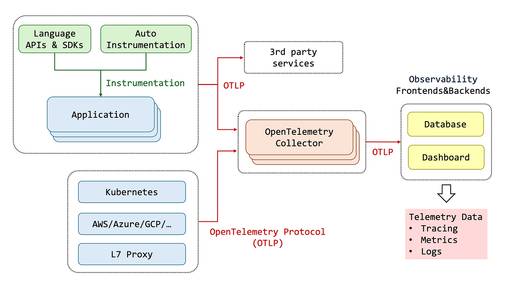 Language
APIs & SDKs
Auto
Instrumentation
Instrumentation
Application
3rd party
services
OTLP
OpenTelemetry
Collector
OTLP
Observability
Frontends&Backends
Database
Dashboard
Kubernetes
AWS/Azure/GCP/…
L7 Proxy
OpenTelemetry Protocol
(OTLP)
Telemetry Data
• Tracing
• Metrics
• Logs